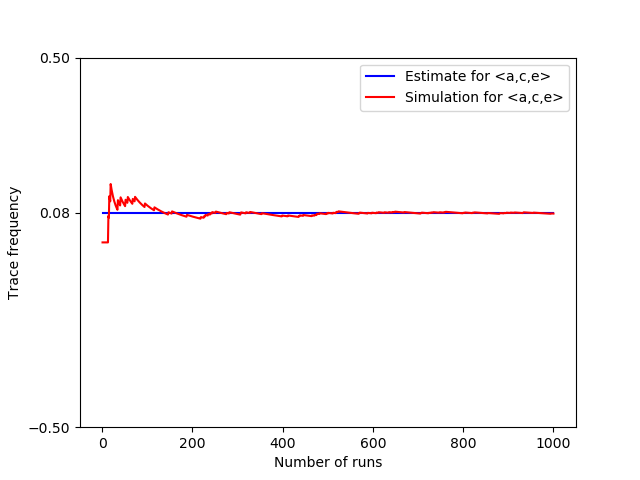 0.50
Estimate for <a,c,e>
Simulation for <a,c,e>
0.08
Trace frequency
−0.50
0 200 400 600 800 1000
Number of runs